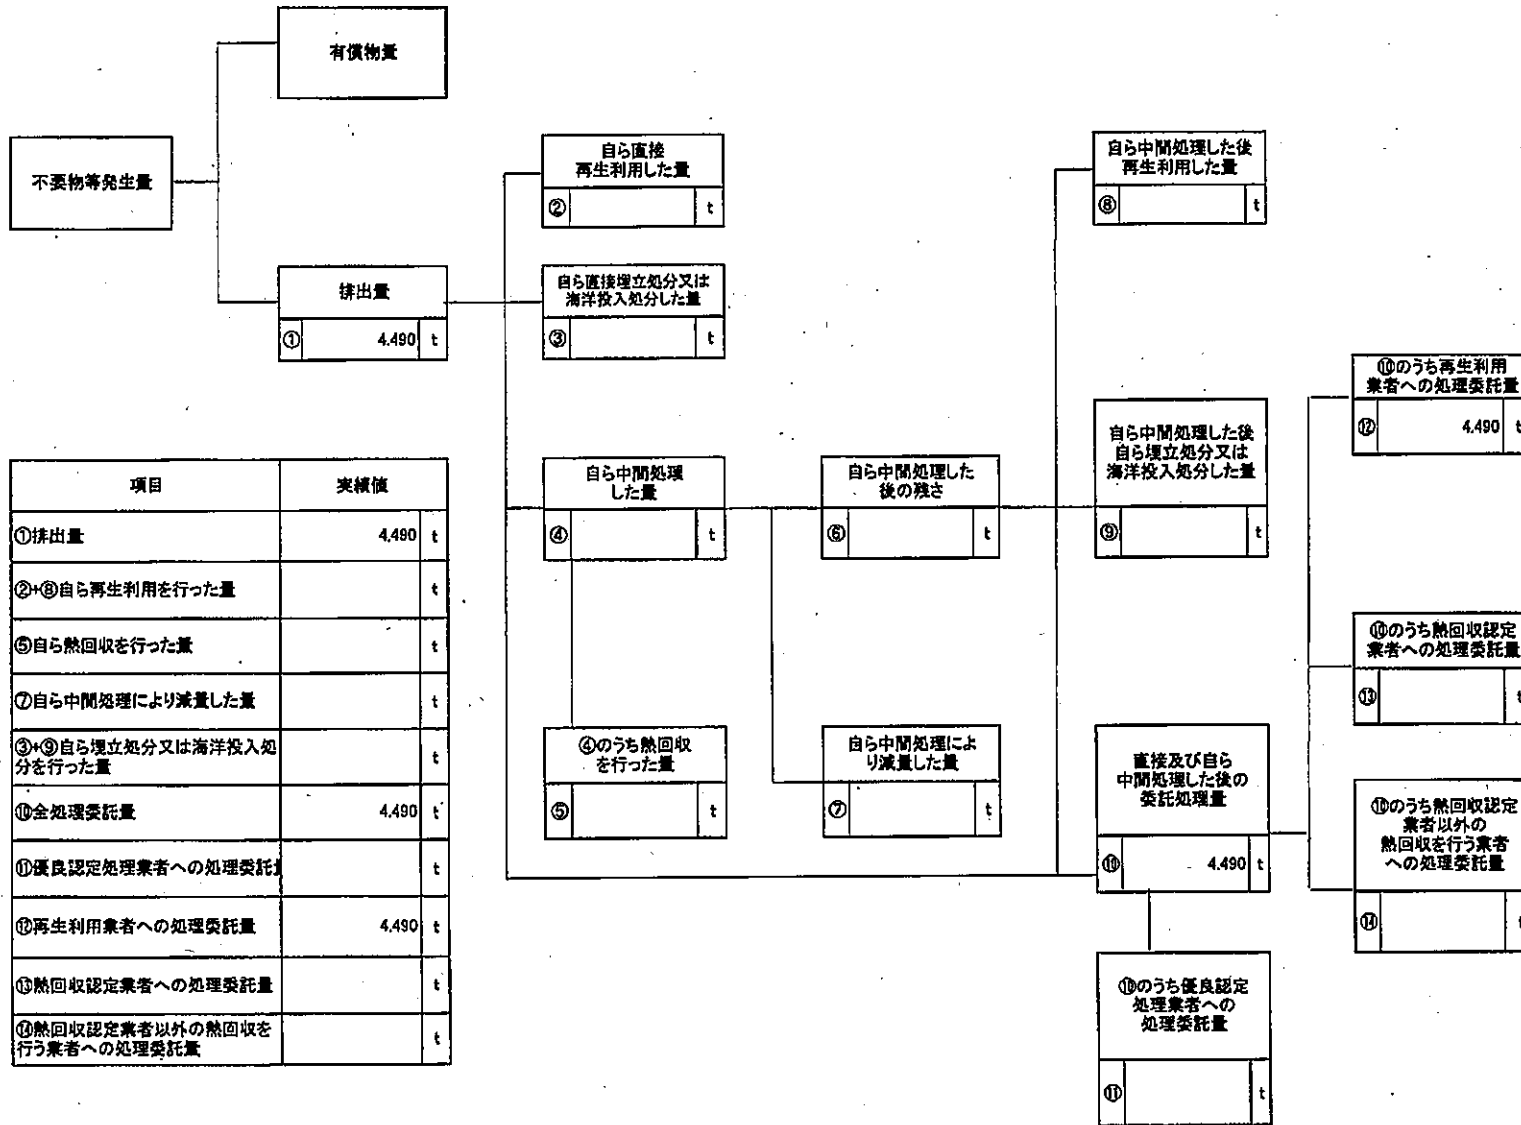 有償物量
不要物等発生量
排出量
① 4.490 t
自ら直接
再生利用した量
② t
自ら直接埋立処分又は
海洋投入処分した量
③ t
自ら中間処理
した量
④ t
④のうち熱回収
を行った量
⑤ t
自ら中間処理した
後の残さ
⑥ t
自ら中間処理によ
り減量した量
⑦ t
自ら中間処理した後
再生利用した量
⑧ t
自ら中間処理した後
自ら埋立処分又は
海洋投入処分した量
⑨ t
直接及び自ら
中間処理した後の
委託処理量
⑩ 4.490 t
⑩のうち優良認定
処理業者への
処理委託量
⑪ t
⑩のうち再生利用
業者への処理委託量
⑫ 4.490 t
⑩のうち熱回収認定
業者への処理委託量
⑬ t
⑩のうち熱回収認定
業者以外の
熱回収を行う業者
への処理委託量
⑭ t
項目 実績値
①排出量 4.490 t
②+⑧自ら再生利用を行った量 t
⑤自ら熱回収を行った量 t
⑦自ら中間処理により減量した量 t
③+⑨自ら埋立処分又は海洋投入処
分を行った量 t
⑩全処理委託量 4.490 t
⑪優良認定処理業者への処理委託量 t
⑫再生利用業者への処理委託量 4.490 t
⑬熱回収認定業者への処理委託量 t
⑭熱回収認定業者以外の熱回収を
行う業者への処理委託量 t